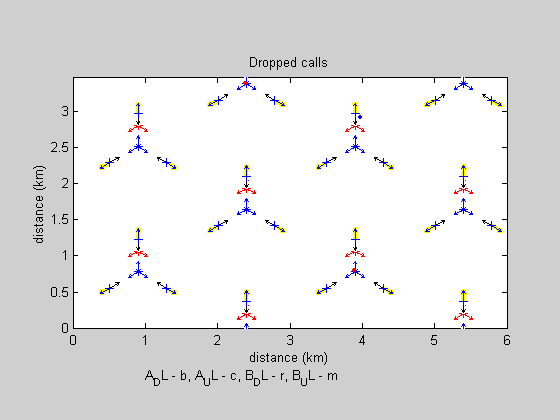 Dropped calls
3
2.5
2
1.5
1
0.5
0
0 1 2 3 4 5 6
distance (km)
distance (km)
A_DL - b, A_UL - c, B_DL - r, B_UL - m